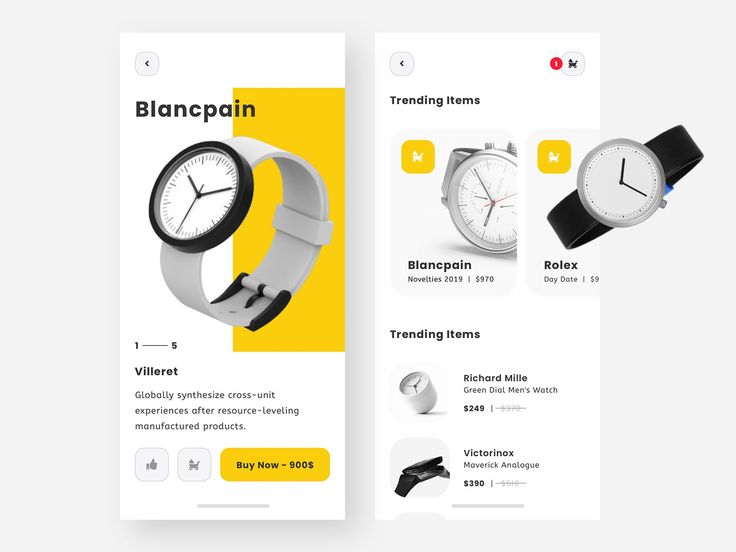 Blancpain
1 5
Villeret
Globally synthesize cross-unit
experiences after resource-leveling
manufactured products.
Buy Now - 900$
1
Trending Items
Blancpain
Novelties 2019 | $970
Rolex
Day Date | $9
Trending Items
Richard Mille
Green Dial Men's Watch
$249 | $370
Victorinox
Maverick Analogue
$390 | $510